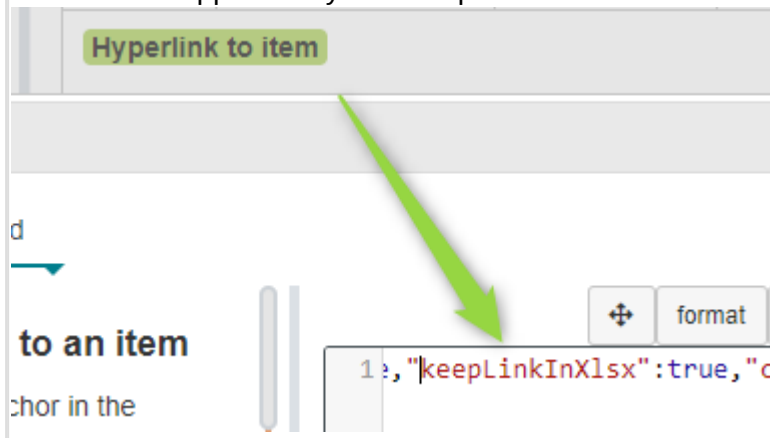 Hyperlink to item
d
to an item
chor in the
format
1 e,"keepLinkInXlsx":true,"c